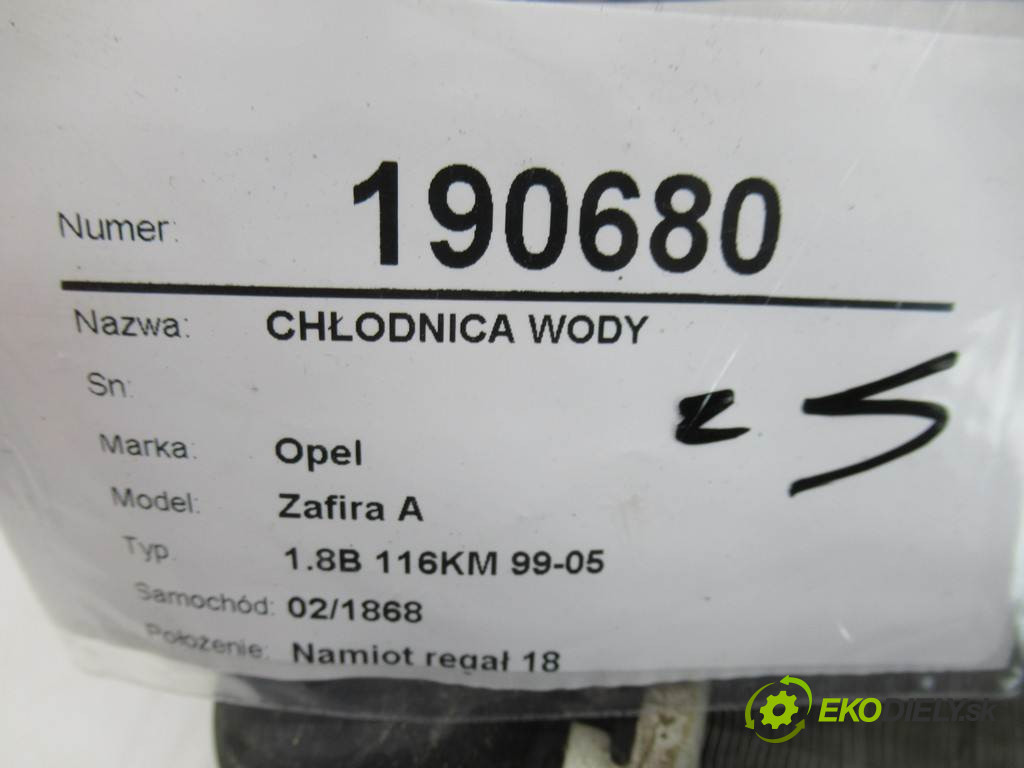 Numer: 190680
Nazwa: CHŁODNICA WODY
Sn:
Marka: Opel
Model: Zafira A
Typ. 1.8B 116KM 99-05
Samochód: 02/1868
Położenie: Namiot regał 18
EKODIELY.SK